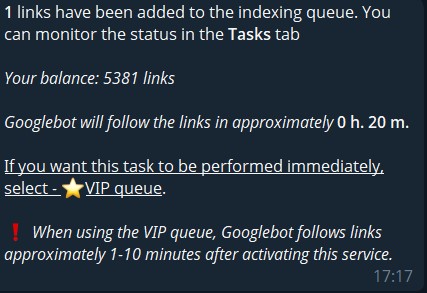 1 links have been added to the indexing queue. You
can monitor the status in the Tasks tab
Your balance: 5381 links
Googlebot will follow the links in approximately 0 h. 20 m.
If you want this task to be performed immediately,
select - ⭐VIP queue.
❗ When using the VIP queue, Googlebot follows links
approximately 1-10 minutes after activating this service.
17:17